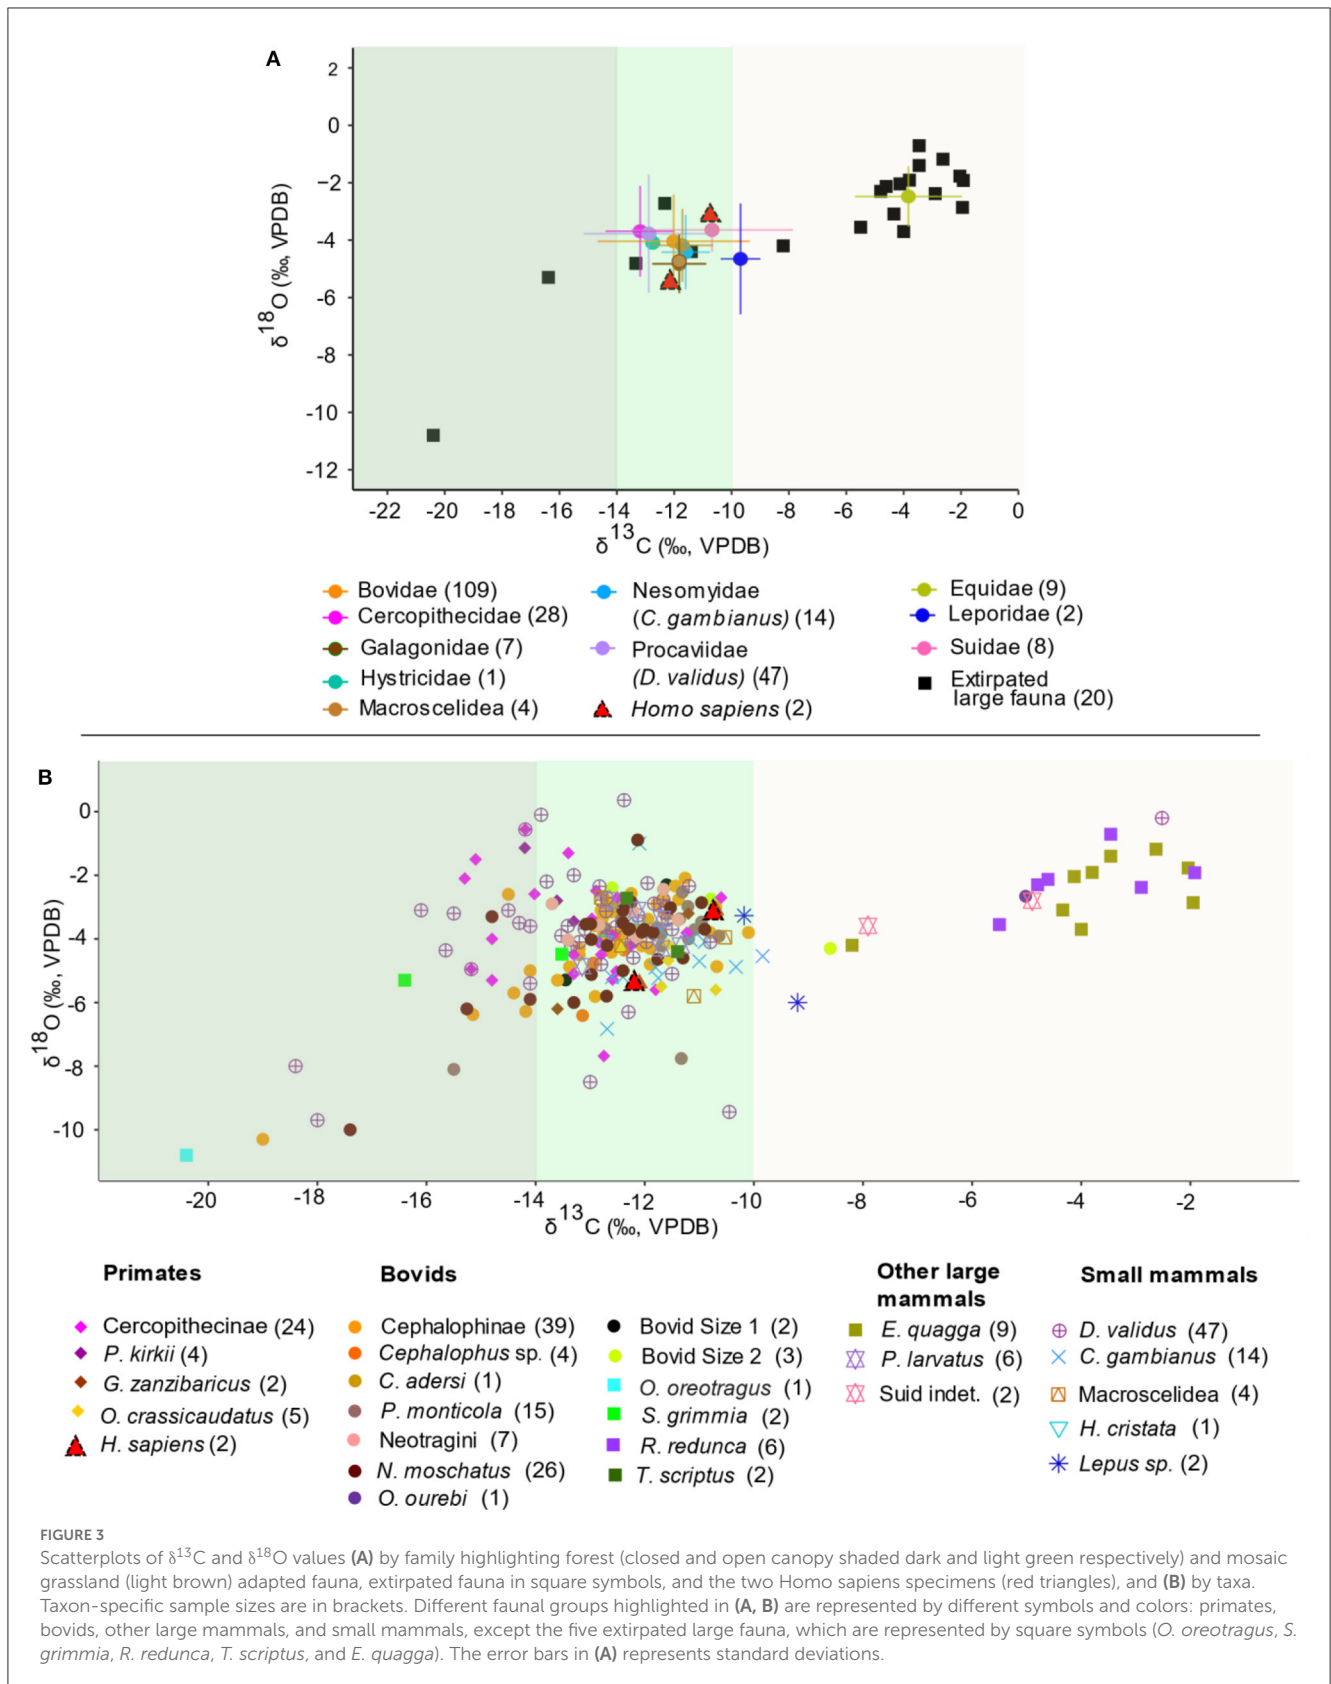 A
2
0
−2
−4
-6
-8
-10
-12
δ18O (‰, VPDB)
-22 -20 -18 -16 -14 -12 -10 -8 -6 -4 -2 0
δ13C (‰, VPDB)
Bovidae (109)
Cercopithecidae (28)
Galagonidae (7)
Hystricidae (1)
Macroscelidea (4)
Nesomyidae
(C. gambianus) (14)
Procaviidae
(D. validus) (47)
Homo sapiens (2)
Equidae (9)
Leporidae (2)
Suidae (8)
Extirpated
large fauna (20)
B
0
-2
-4
-6
-8
-10
δ18O (‰, VPDB)
-20 -18 -16 -14 -12 -10 -8 -6 -4 -2
δ13C (‰, VPDB)
Primates
Cercopithecinae (24)
P. kirkii (4)
G. zanzibaricus (2)
O. crassicaudatus (5)
H. sapiens (2)
Bovids
Cephalophinae (39)
Cephalophus sp. (4)
C. adersi (1)
P. monticola (15)
Neotragini (7)
N. moschatus (26)
O. ourebi (1)
Bovid Size 1 (2)
Bovid Size 2 (3)
O. oreotragus (1)
S. grimmia (2)
R. redunca (6)
T. scriptus (2)
Other large
mammals
E. quagga (9)
P. larvatus (6)
Suid indet. (2)
Small mammals
D. validus (47)
C. gambianus (14)
Macroscelidea (4)
H. cristata (1)
Lepus sp. (2)
FIGURE 3
Scatterplots of δ13C and δ18O values (A) by family highlighting forest (closed and open canopy shaded dark and light green respectively) and mosaic
grassland (light brown) adapted fauna, extirpated fauna in square symbols, and the two Homo sapiens specimens (red triangles), and (B) by taxa.
Taxon-specific sample sizes are in brackets. Different faunal groups highlighted in (A, B) are represented by different symbols and colors: primates,
bovids, other large mammals, and small mammals, except the five extirpated large fauna, which are represented by square symbols (O. oreotragus, S.
grimmia, R. redunca, T. scriptus, and E. quagga). The error bars in (A) represents standard deviations.